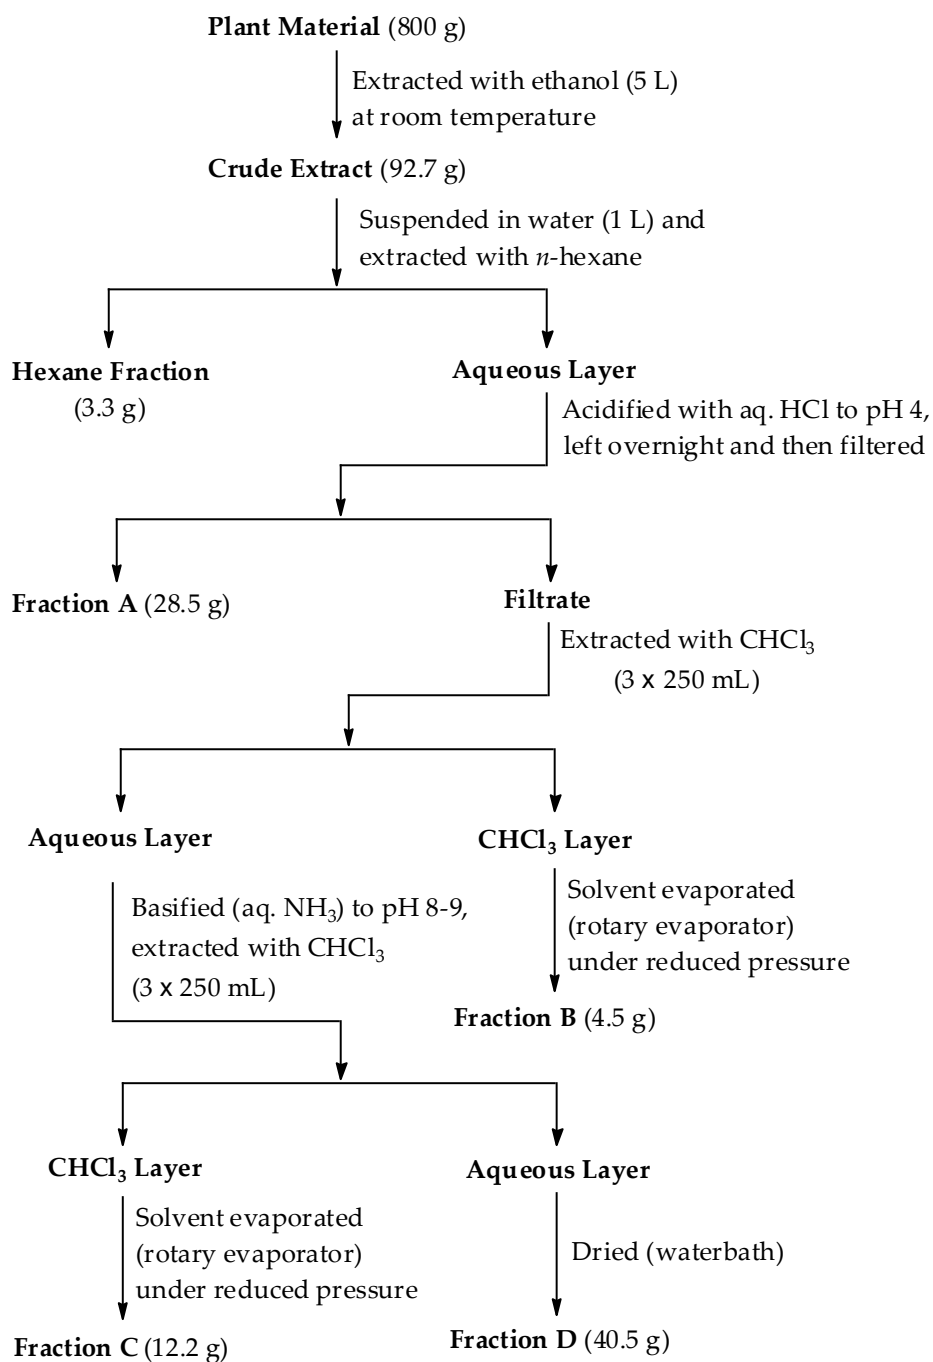 Plant Material (800 g)
Extracted with ethanol (5 L)
at room temperature
Crude Extract (92.7 g)
Suspended in water (1 L) and
extracted with n-hexane
Hexane Fraction
(3.3 g)
Aqueous Layer
Acidified with aq. HCl to pH 4,
left overnight and then filtered
Fraction A (28.5 g)
Filtrate
Extracted with CHCl₃
(3 x 250 mL)
Aqueous Layer
CHCl₃ Layer
Basified (aq. NH₃) to pH 8-9,
extracted with CHCl₃
(3 x 250 mL)
Solvent evaporated
(rotary evaporator)
under reduced pressure
Fraction B (4.5 g)
CHCl₃ Layer
Aqueous Layer
Solvent evaporated
(rotary evaporator)
under reduced pressure
Dried (waterbath)
Fraction C (12.2 g)
Fraction D (40.5 g)